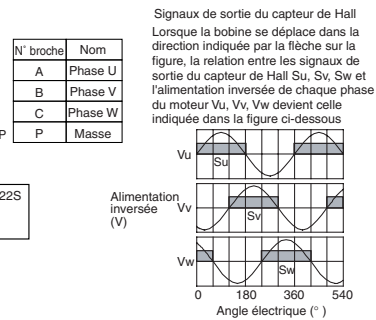 Signaux de sortie du capteur de Hall
Lorsque la bobine se déplace dans la
direction indiquée par la flèche sur la
figure, la relation entre les signaux de
sortie du capteur de Hall Su, Sv, Sw et
l'alimentation inversée de chaque phase
du moteur Vu, Vv, Vw devient celle
indiquée dans la figure ci-dessous
N° broche Nom
A Phase U
B Phase V
C Phase W
P Masse
P
22S
Alimentation
inversée
(V)
Vu
Su
Vv
Sv
Vw
Sw
0 180 360 540
Angle électrique (° )